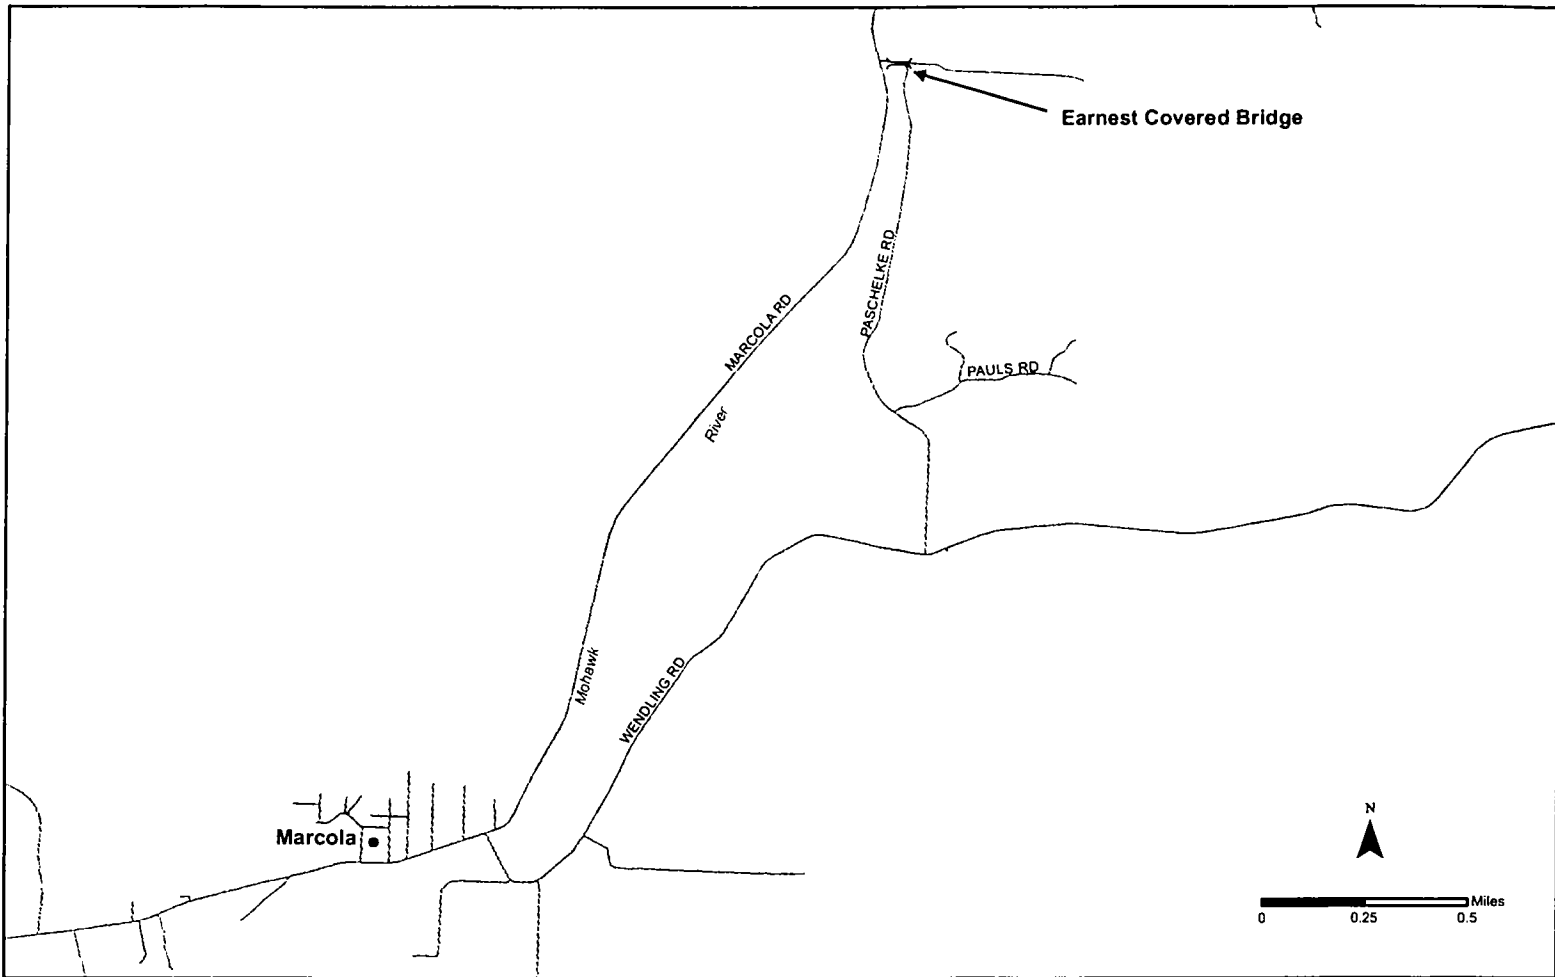 Earnest Covered Bridge
PASCHELKE RD
MARCOLA RD
PAULS RD
River
Mohawk
WENDLING RD
Marcola
N
Miles
0 0.25 0.5